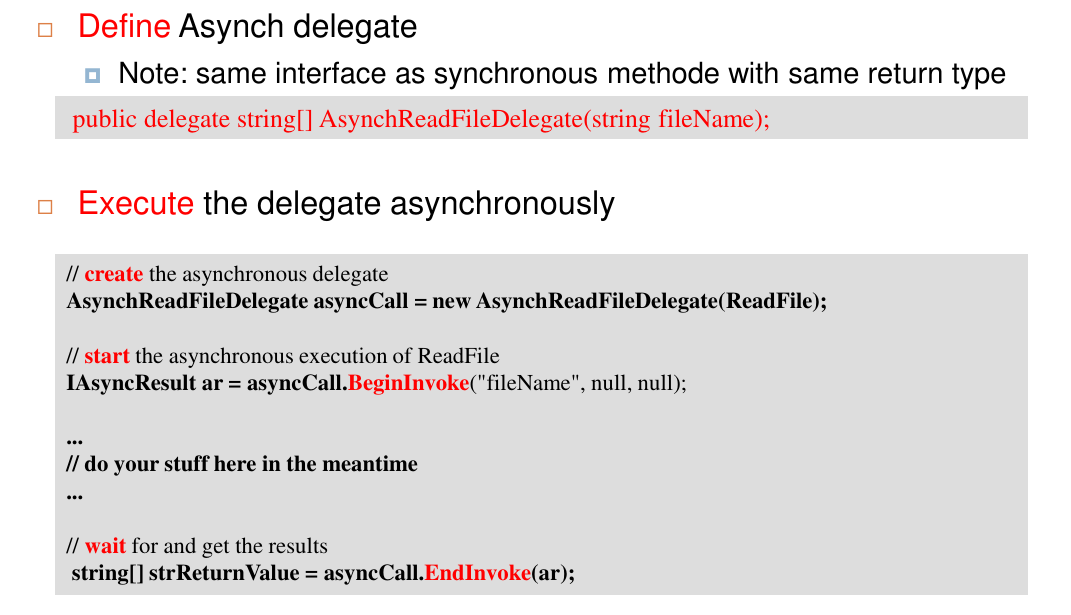 Define Asynch delegate
Note: same interface as synchronous methode with same return type
public delegate string[] AsynchReadFileDelegate(string fileName);
Execute the delegate asynchronously
// create the asynchronous delegate
AsynchReadFileDelegate asyncCall = new AsynchReadFileDelegate(ReadFile);
// start the asynchronous execution of ReadFile
IAsyncResult ar = asyncCall.BeginInvoke("fileName", null, null);
...
// do your stuff here in the meantime
...
// wait for and get the results
string[] strReturnValue = asyncCall.EndInvoke(ar);